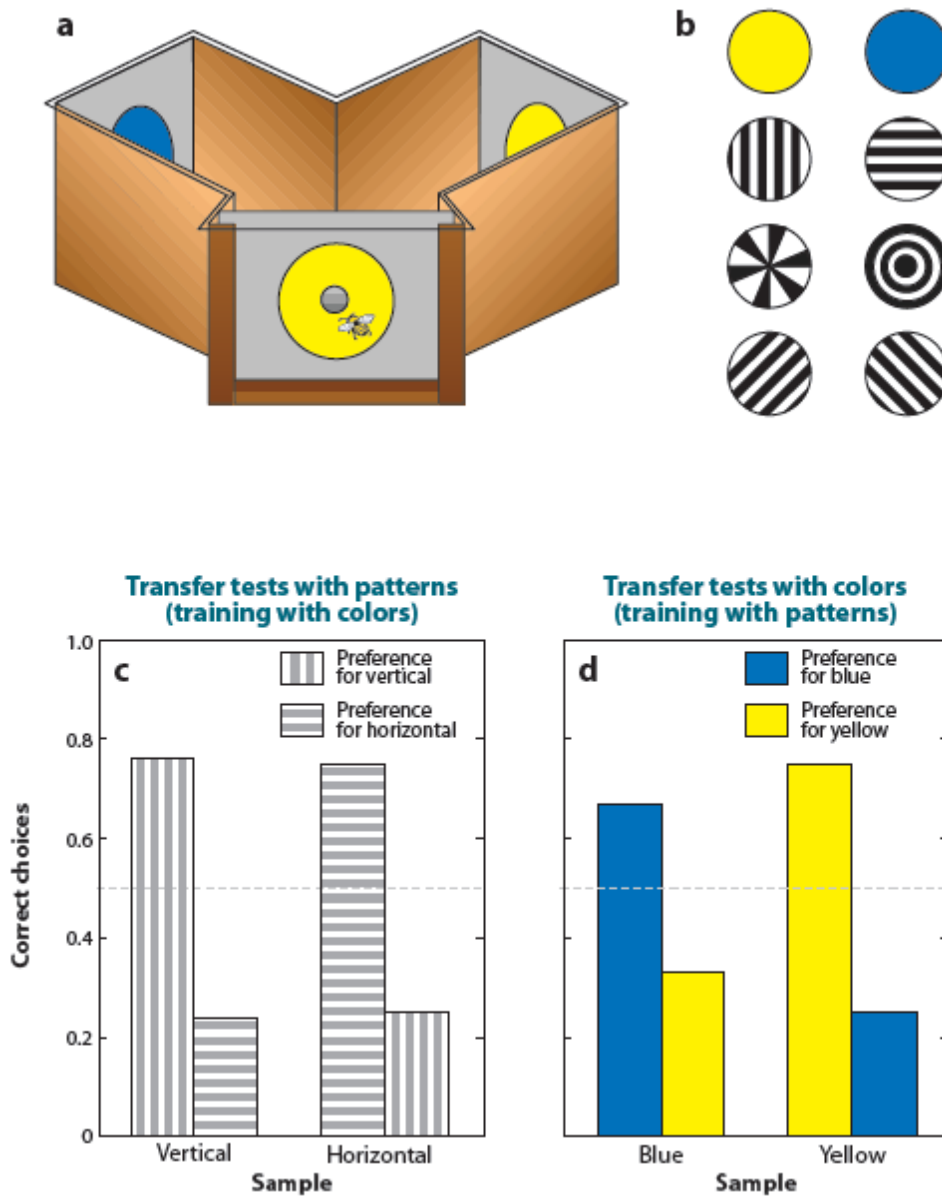 a
b
Transfer tests with patterns
(training with colors)
Transfer tests with colors
(training with patterns)
1.0
c
Preference
for vertical
Preference
for horizontal
d
Preference
for blue
Preference
for yellow
0.8
0.6
0.4
0.2
0
Correct choices
Vertical
Horizontal
Sample
Blue
Yellow
Sample